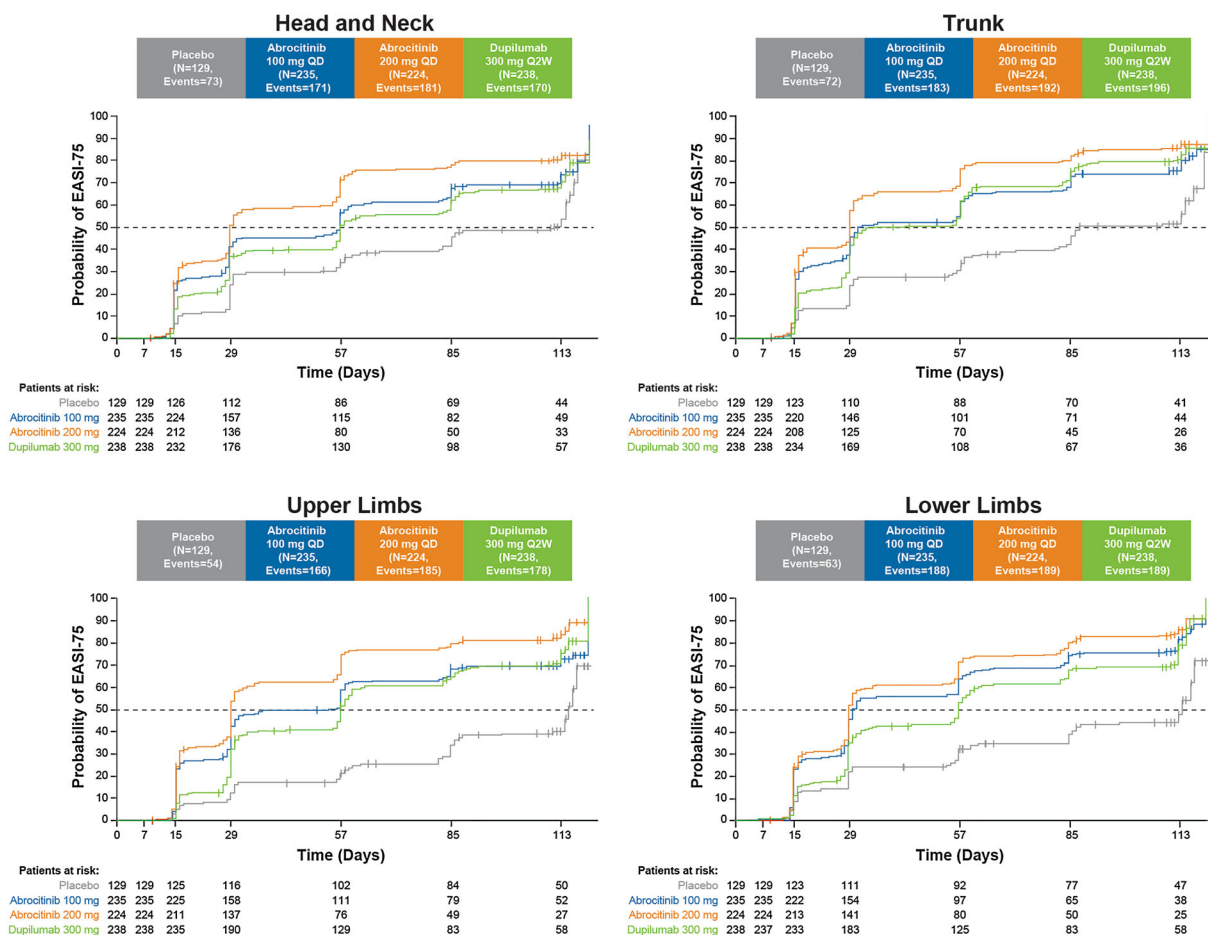 Head and Neck
Placebo
(N=129,
Events=73)
Abrocitinib
100 mg QD
(N=235,
Events=171)
Abrocitinib
200 mg QD
(N=224,
Events=181)
Dupilumab
300 mg Q2W
(N=238,
Events=170)
Probability of EASI-75
100
90
80
70
60
50
40
30
20
10
0
0 7 15 29 57 85 113
Time (Days)
Patients at risk:
Placebo 129 129 126 112 86 69 44
Abrocitinib 100 mg 235 235 224 157 115 82 49
Abrocitinib 200 mg 224 224 212 136 80 50 33
Dupilumab 300 mg 238 238 232 176 130 98 57
Trunk
Placebo
(N=129,
Events=72)
Abrocitinib
100 mg QD
(N=235,
Events=183)
Abrocitinib
200 mg QD
(N=224,
Events=192)
Dupilumab
300 mg Q2W
(N=238,
Events=196)
Probability of EASI-75
100
90
80
70
60
50
40
30
20
10
0
0 7 15 29 57 85 113
Time (Days)
Patients at risk:
Placebo 129 129 123 110 88 70 41
Abrocitinib 100 mg 235 235 220 146 101 71 44
Abrocitinib 200 mg 224 224 208 125 70 45 26
Dupilumab 300 mg 238 238 234 169 108 67 36
Upper Limbs
Placebo
(N=129,
Events=54)
Abrocitinib
100 mg QD
(N=235,
Events=166)
Abrocitinib
200 mg QD
(N=224,
Events=185)
Dupilumab
300 mg Q2W
(N=238,
Events=178)
Probability of EASI-75
100
90
80
70
60
50
40
30
20
10
0
0 7 15 29 57 85 113
Time (Days)
Patients at risk:
Placebo 129 129 125 116 102 84 50
Abrocitinib 100 mg 235 235 225 158 111 79 52
Abrocitinib 200 mg 224 224 211 137 76 49 27
Dupilumab 300 mg 238 238 235 190 129 83 58
Lower Limbs
Placebo
(N=129,
Events=63)
Abrocitinib
100 mg QD
(N=235,
Events=188)
Abrocitinib
200 mg QD
(N=224,
Events=189)
Dupilumab
300 mg Q2W
(N=238,
Events=189)
Probability of EASI-75
100
90
80
70
60
50
40
30
20
10
0
0 7 15 29 57 85 113
Time (Days)
Patients at risk:
Placebo 129 129 123 111 92 77 47
Abrocitinib 100 mg 235 235 222 154 97 65 38
Abrocitinib 200 mg 224 224 213 141 80 50 25
Dupilumab 300 mg 238 237 233 183 125 83 58